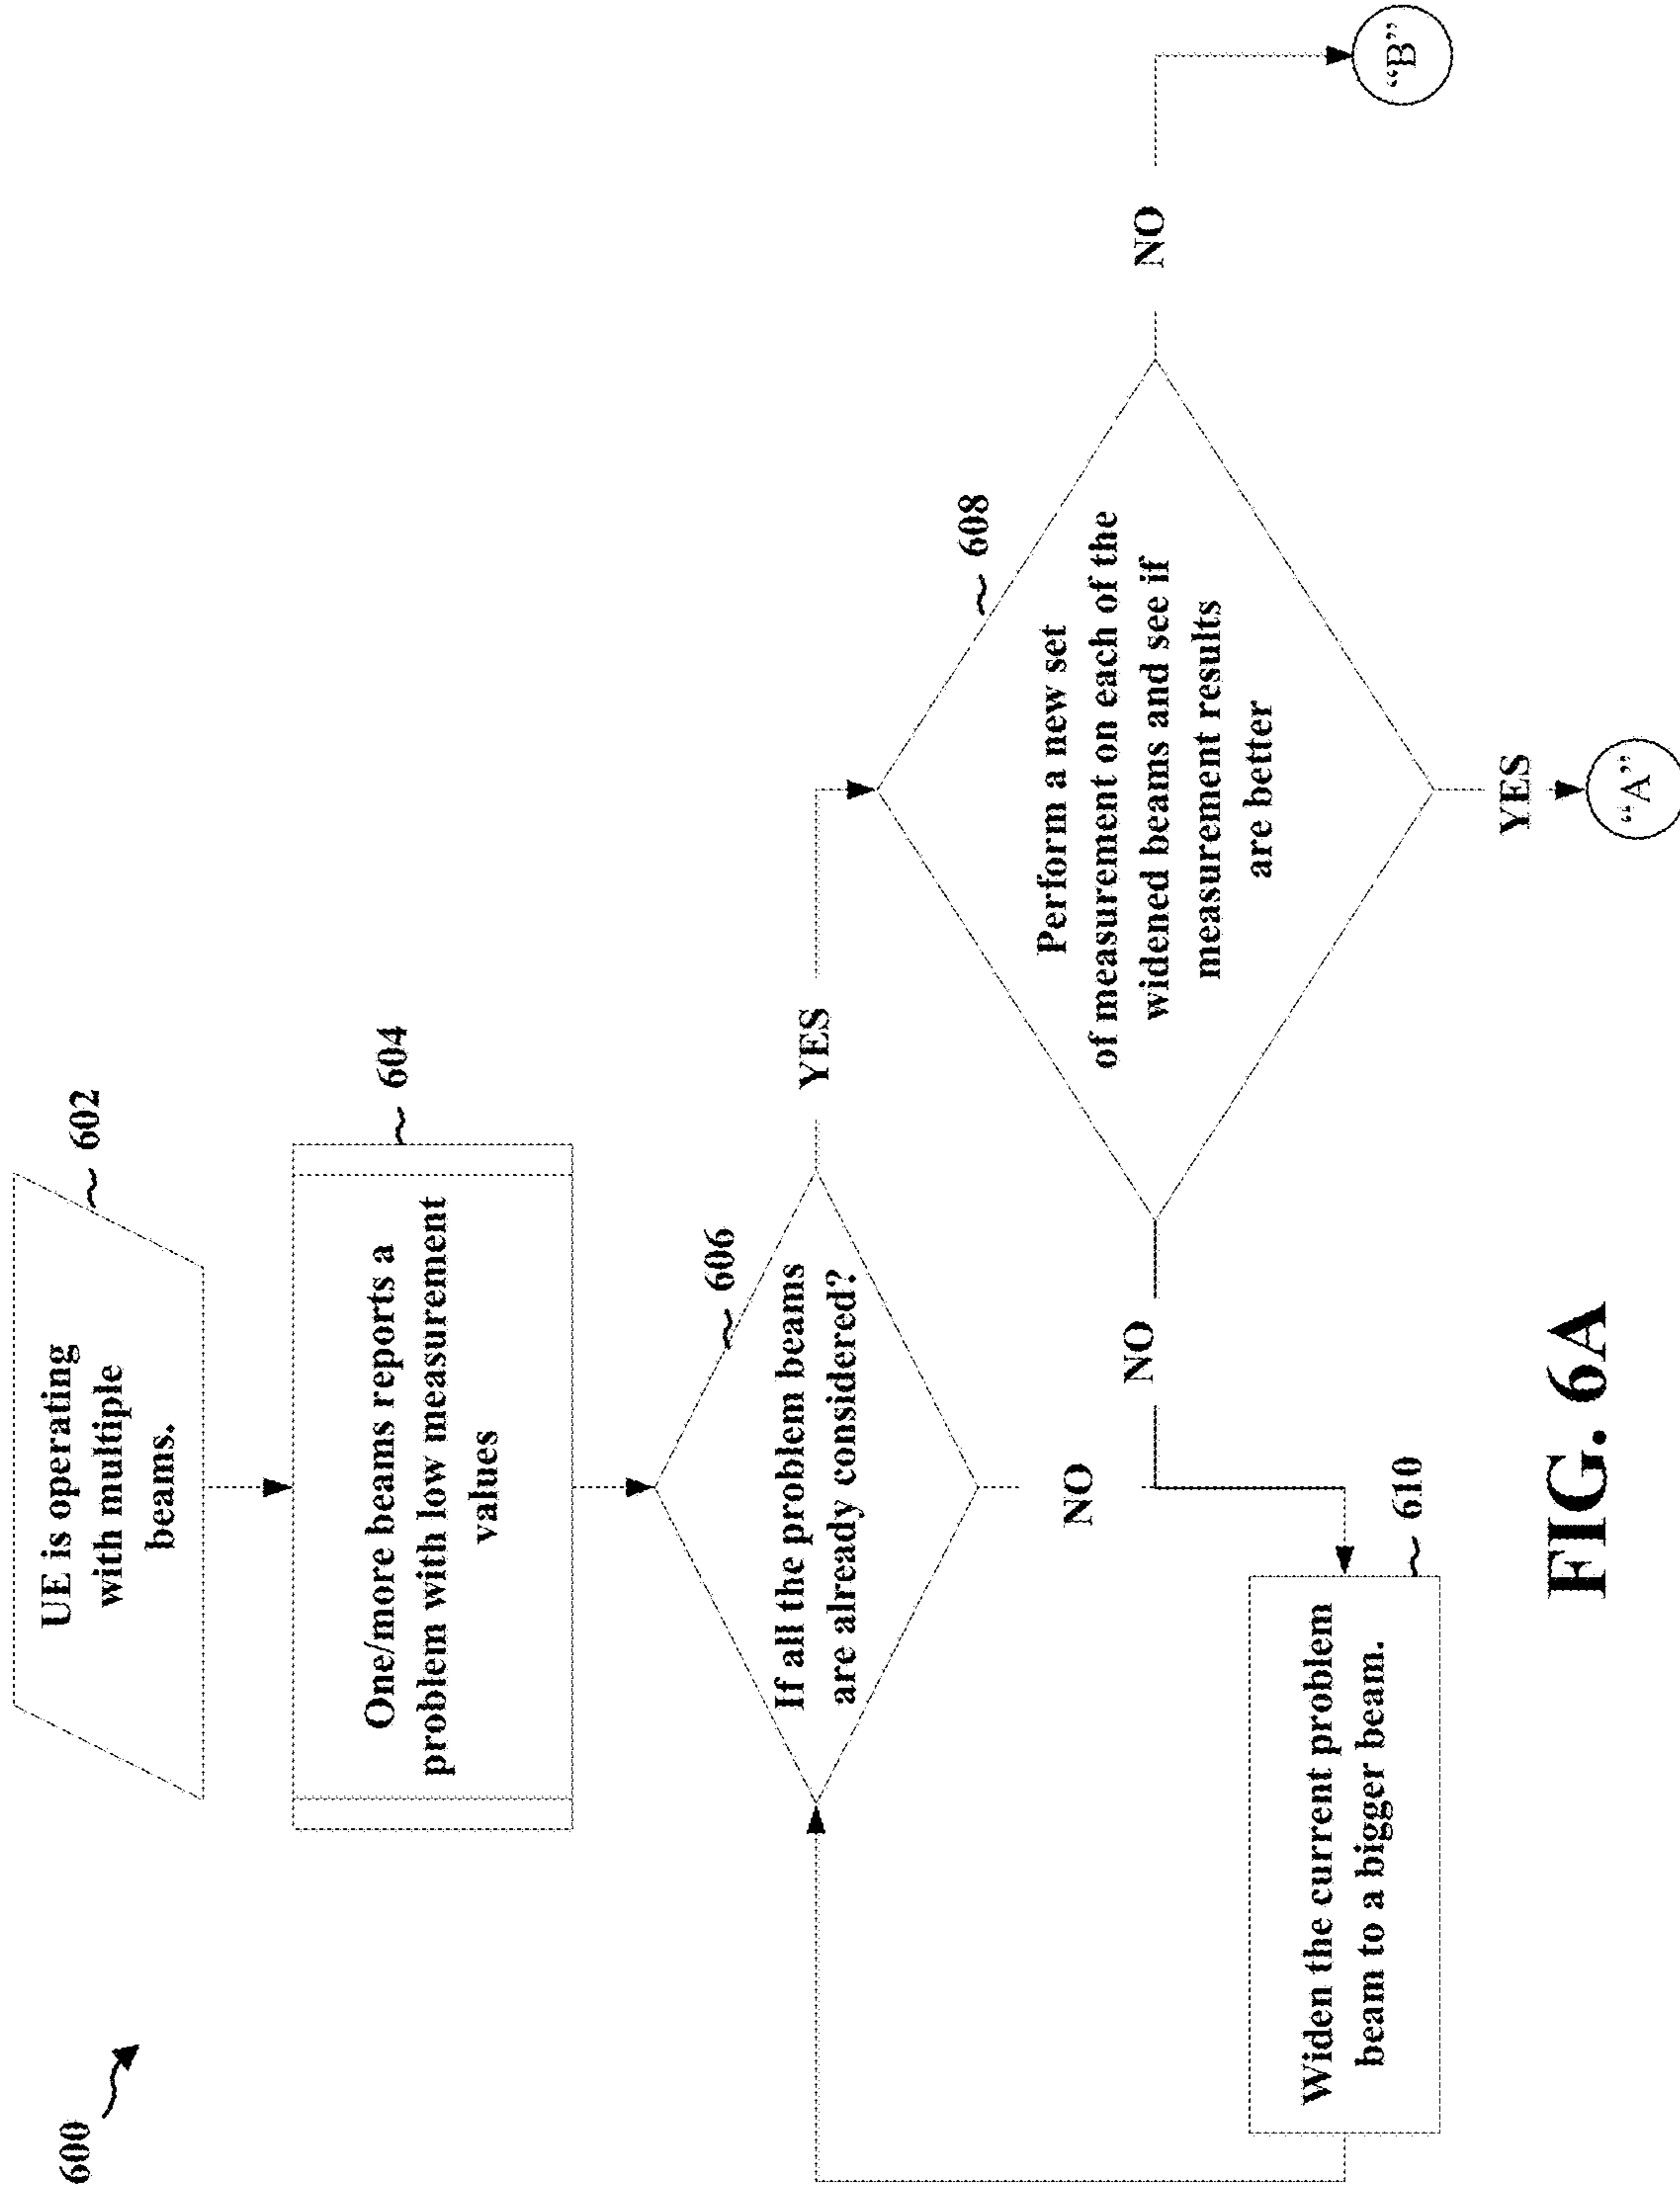 600
UE is operating
with multiple
beams.
602
One/more beams reports a
problem with low measurement
values
604
If all the problem beams
are already considered?
606
YES
NO
Perform a new set
of measurement on each of the
widened beams and see if
measurement results
are better
608
NO
NO
YES
"A"
"B"
Widen the current problem
beam to a bigger beam.
610
FIG. 6A